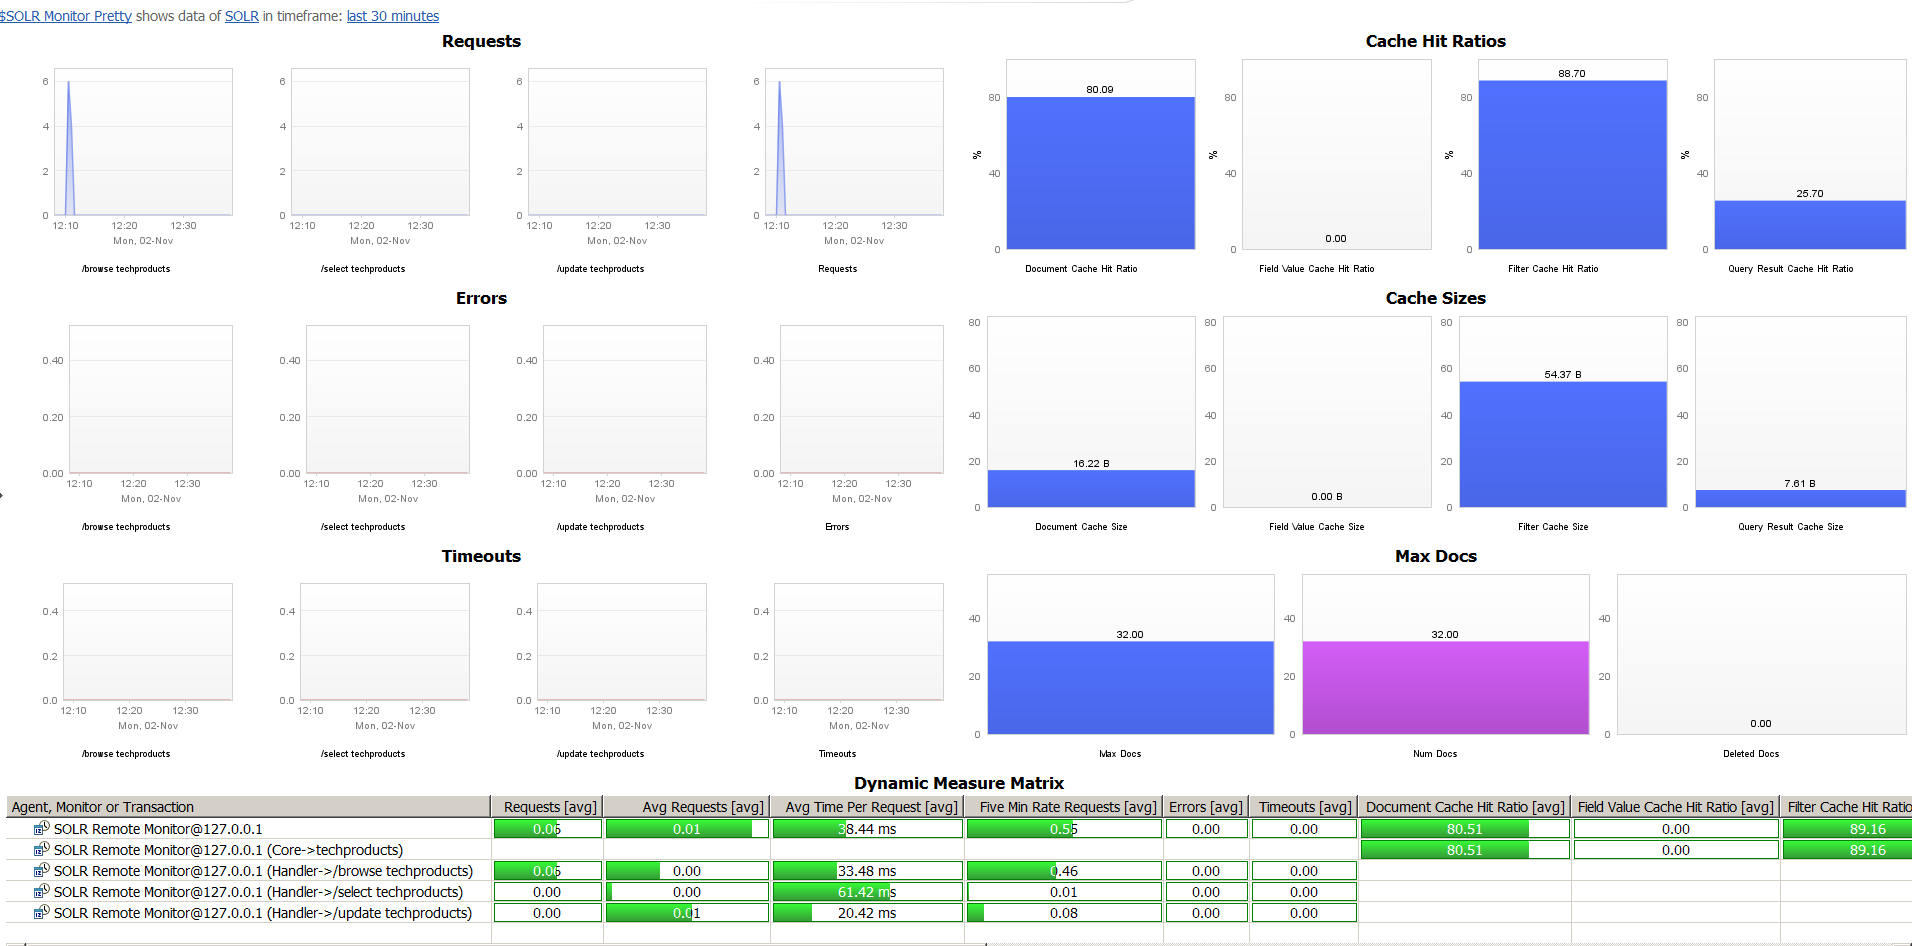 $SOLR Monitor Pretty shows data of SOLR in timeframe: last 30 minutes
Requests
6
4
2
0
12:10 12:20 12:30
Mon, 02-Nov
/browse techproducts
6
4
2
0
12:10 12:20 12:30
Mon, 02-Nov
/select techproducts
6
4
2
0
12:10 12:20 12:30
Mon, 02-Nov
/update techproducts
6
4
2
0
12:10 12:20 12:30
Mon, 02-Nov
Requests
Cache Hit Ratios
80
%
40
0
80.09
Document Cache Hit Ratio
80
%
40
0
0.00
Field Value Cache Hit Ratio
80
%
40
0
88.70
Filter Cache Hit Ratio
80
%
40
0
25.70
Query Result Cache Hit Ratio
Errors
0.40
0.20
0.00
12:10 12:20 12:30
Mon, 02-Nov
/browse techproducts
0.40
0.20
0.00
12:10 12:20 12:30
Mon, 02-Nov
/select techproducts
0.40
0.20
0.00
12:10 12:20 12:30
Mon, 02-Nov
/update techproducts
0.40
0.20
0.00
12:10 12:20 12:30
Mon, 02-Nov
Errors
Cache Sizes
80
60
40
20
0
16.22 B
Document Cache Size
80
60
40
20
0
0.00 B
Field Value Cache Size
80
60
40
20
0
54.37 B
Filter Cache Size
80
60
40
20
0
7.61 B
Query Result Cache Size
Timeouts
0.4
0.2
0.0
12:10 12:20 12:30
Mon, 02-Nov
/browse techproducts
0.4
0.2
0.0
12:10 12:20 12:30
Mon, 02-Nov
/select techproducts
0.4
0.2
0.0
12:10 12:20 12:30
Mon, 02-Nov
/update techproducts
0.4
0.2
0.0
12:10 12:20 12:30
Mon, 02-Nov
Timeouts
Max Docs
40
20
0
32.00
Max Docs
40
20
0
32.00
Num Docs
40
20
0
0.00
Deleted Docs
Dynamic Measure Matrix
Agent, Monitor or Transaction Requests [avg] Avg Requests [avg] Avg Time Per Request [avg] Five Min Rate Requests [avg] Errors [avg] Timeouts [avg] Document Cache Hit Ratio [avg] Field Value Cache Hit Ratio [avg] Filter Cache Hit Ratio
SOLR Remote Monitor@127.0.0.1 0.05 0.01 38.44 ms 0.55 0.00 0.00 80.51 0.00 89.16
SOLR Remote Monitor@127.0.0.1 (Core->techproducts) 80.51 0.00 89.16
SOLR Remote Monitor@127.0.0.1 (Handler->/browse techproducts) 0.05 0.00 33.48 ms 0.46 0.00 0.00
SOLR Remote Monitor@127.0.0.1 (Handler->/select techproducts) 0.00 0.00 61.42 ms 0.01 0.00 0.00
SOLR Remote Monitor@127.0.0.1 (Handler->/update techproducts) 0.00 0.01 20.42 ms 0.08 0.00 0.00